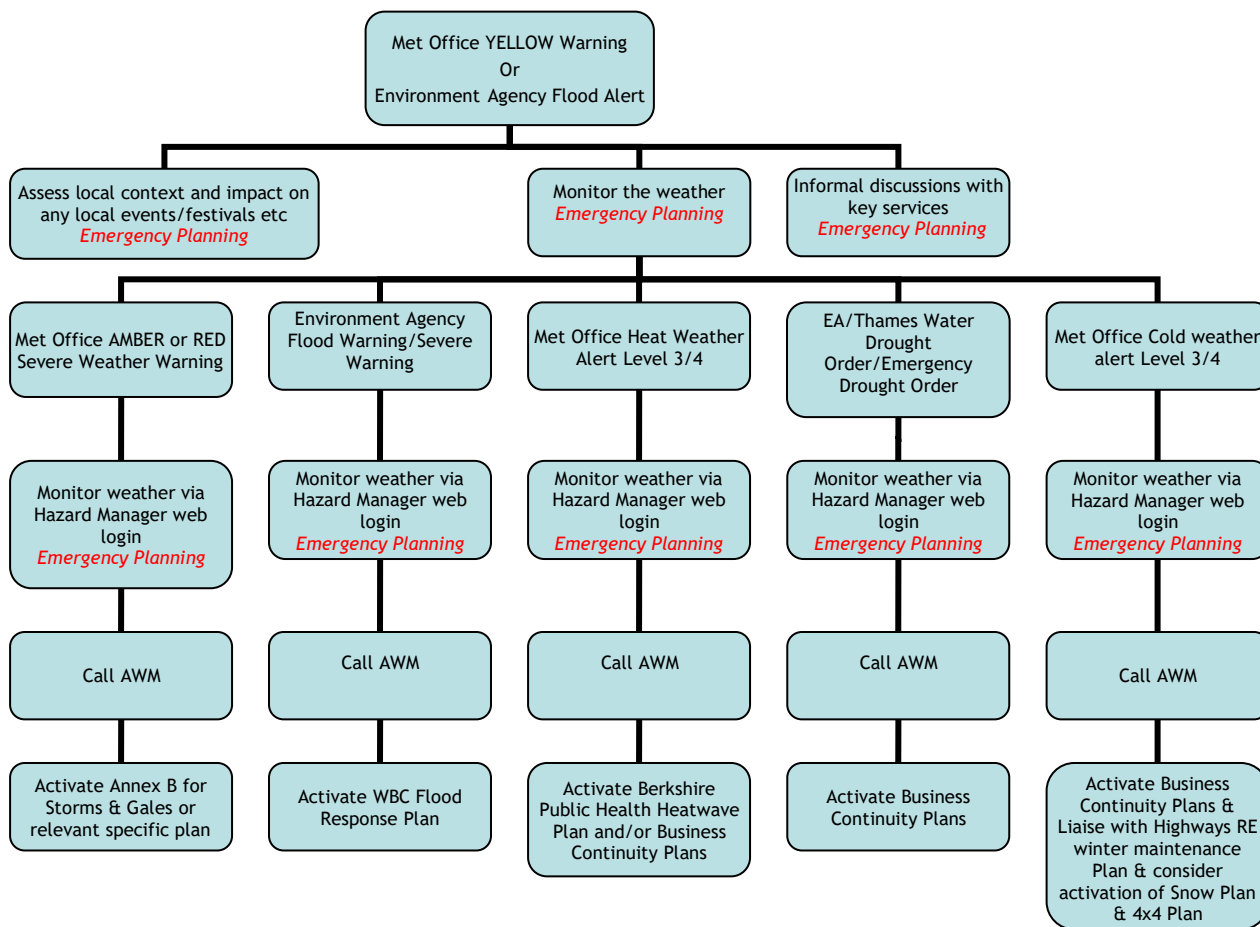 Met Office YELLOW Warning
Or
Environment Agency Flood Alert
Assess local context and impact on
any local events/festivals etc
Emergency Planning
Monitor the weather
Emergency Planning
Informal discussions with
key services
Emergency Planning
Met Office AMBER or RED
Severe Weather Warning
Environment Agency
Flood Warning/Severe
Warning
Met Office Heat Weather
Alert Level 3/4
EA/Thames Water
Drought
Order/Emergency
Drought Order
Met Office Cold weather
alert Level 3/4
Monitor weather via
Hazard Manager web
login
Emergency Planning
Monitor weather via
Hazard Manager web
login
Emergency Planning
Monitor weather via
Hazard Manager web
login
Emergency Planning
Monitor weather via
Hazard Manager web
login
Emergency Planning
Monitor weather via
Hazard Manager web
login
Emergency Planning
Call AWM
Call AWM
Call AWM
Call AWM
Call AWM
Activate Annex B for
Storms & Gales or
relevant specific plan
Activate WBC Flood
Response Plan
Activate Berkshire
Public Health Heatwave
Plan and/or Business
Continuity Plans
Activate Business
Continuity Plans
Activate Business
Continuity Plans &
Liaise with Highways RE
winter maintenance
Plan & consider
activation of Snow Plan
& 4x4 Plan